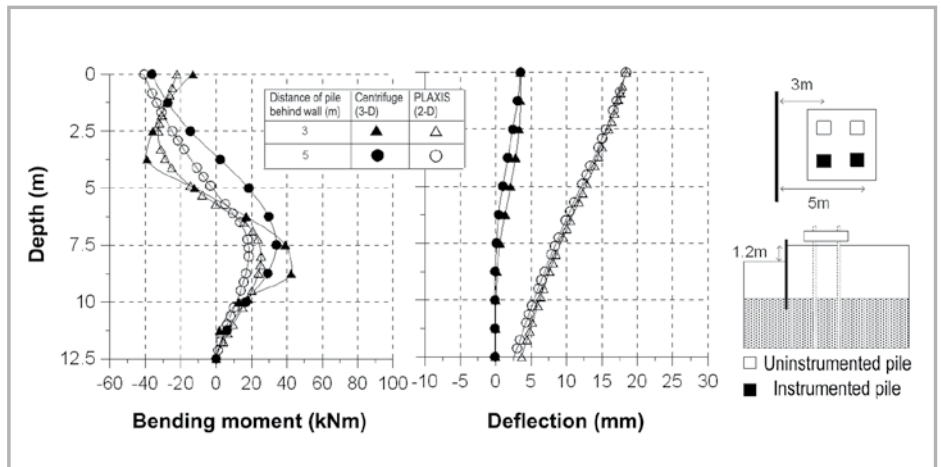 0
2.5
5
7.5
10
12.5
Depth (m)
-60 -40 -20 0 20 40 60 80 100
Bending moment (kNm)
Distance of pile behind wall (m)
Centrifuge (3-D)
PLAXIS (2-D)
3
5
-10 -5 0 5 10 15 20 25 30
Deflection (mm)
3m
5m
1.2m
Uninstrumented pile
Instrumented pile